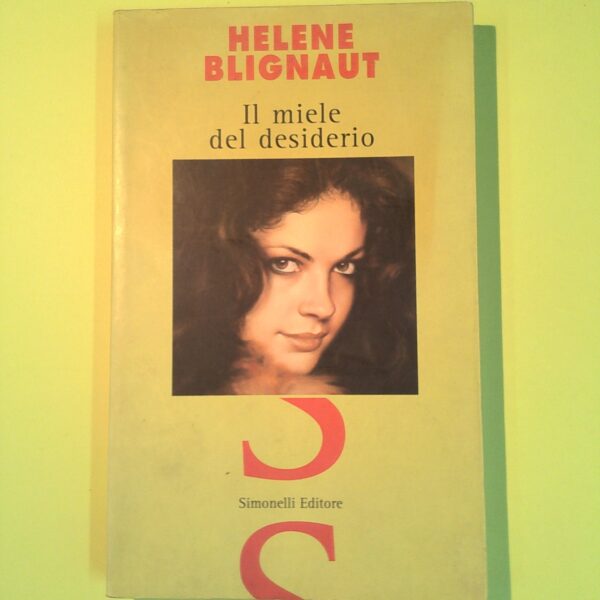 HELENE
BLIGNAUT
Il miele
del desiderio
S
Simonelli Editore
S